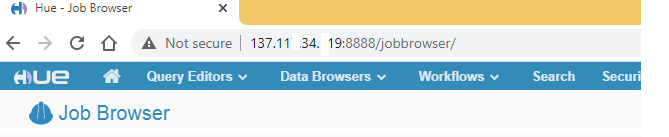 Hue - Job Browser
Not secure 137.11 .34. 19:8888/jobbrowser/
HUE Query Editors Data Browsers Workflows Search Securi
Job Browser